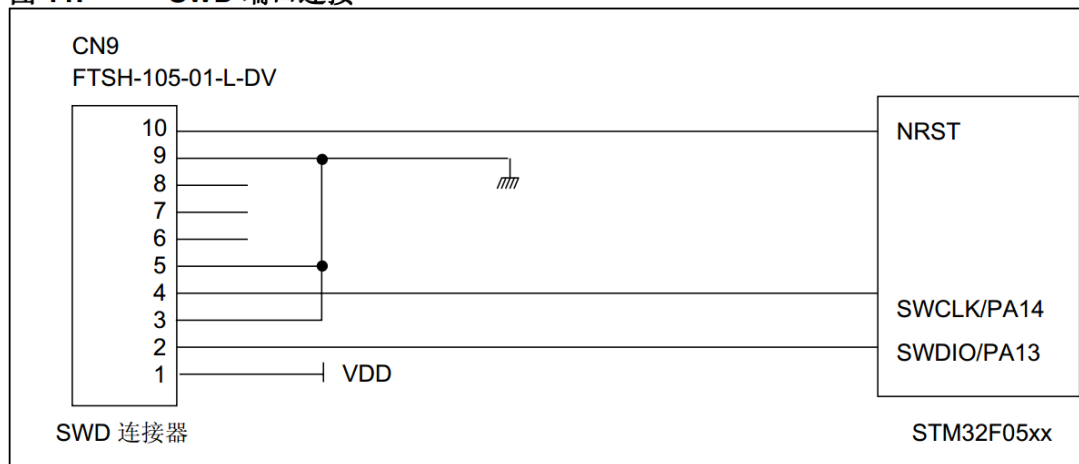 CN9
FTSH-105-01-L-DV
10
9
8
7
6
5
4
3
2
1
VDD
NRST
SWCLK/PA14
SWDIO/PA13
SWD 连接器
STM32F05xx